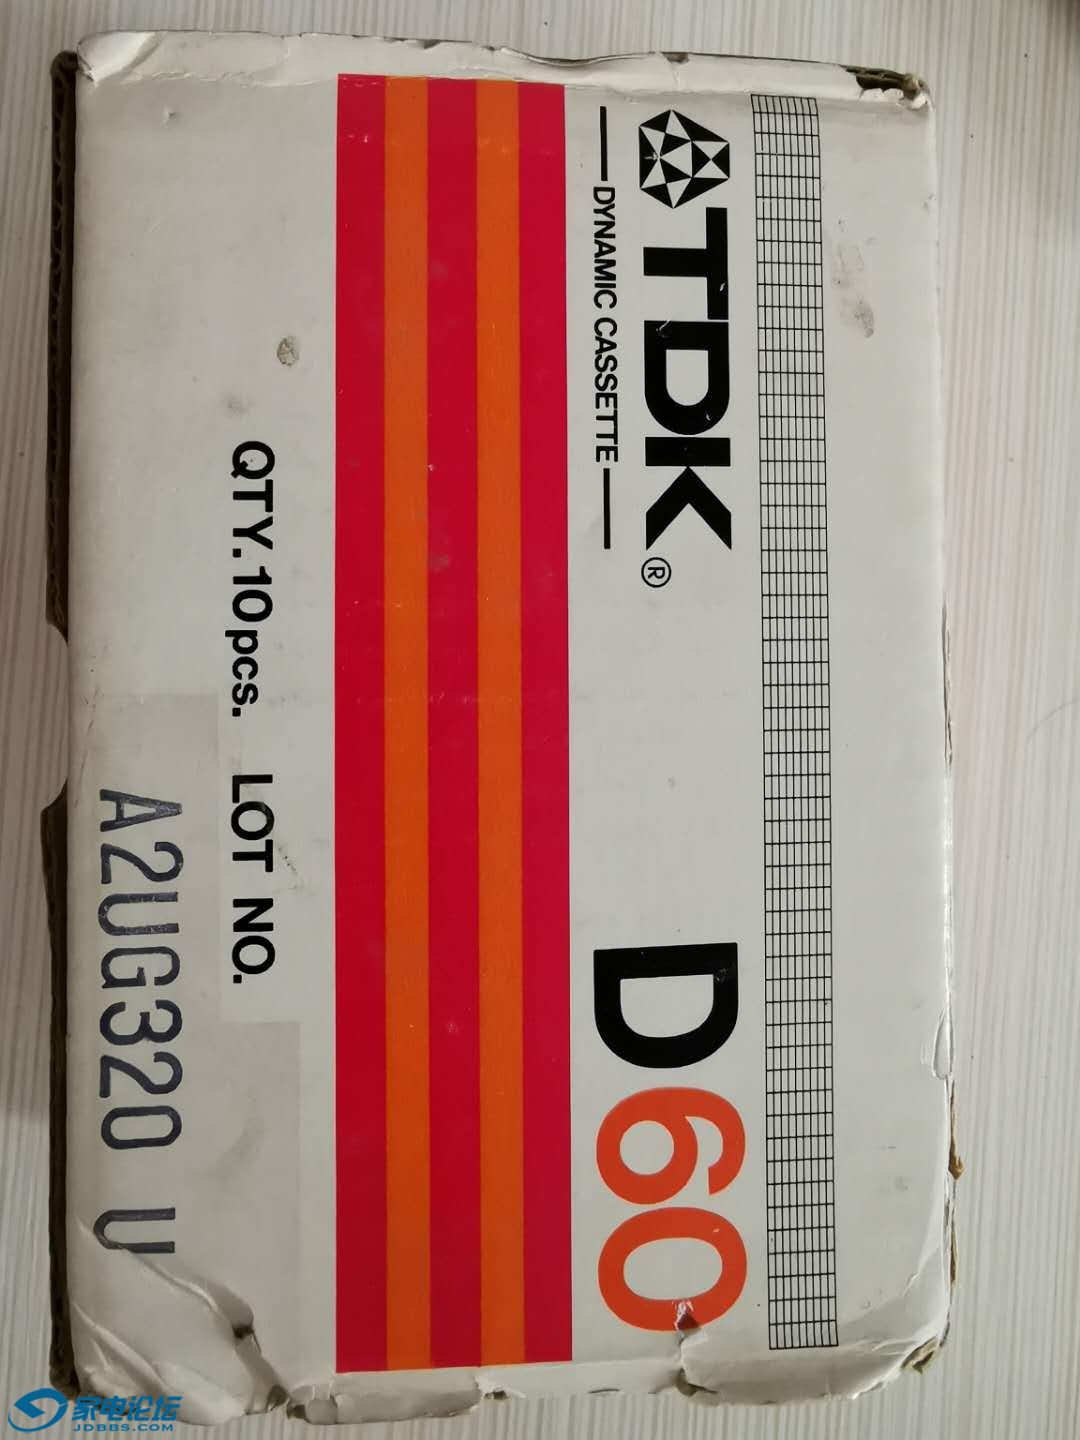 TDK®
DYNAMIC CASSETTE
D60
QTY. 10pcs. LOT NO.
A2UG320 U
家电论坛
JDBBS.COM